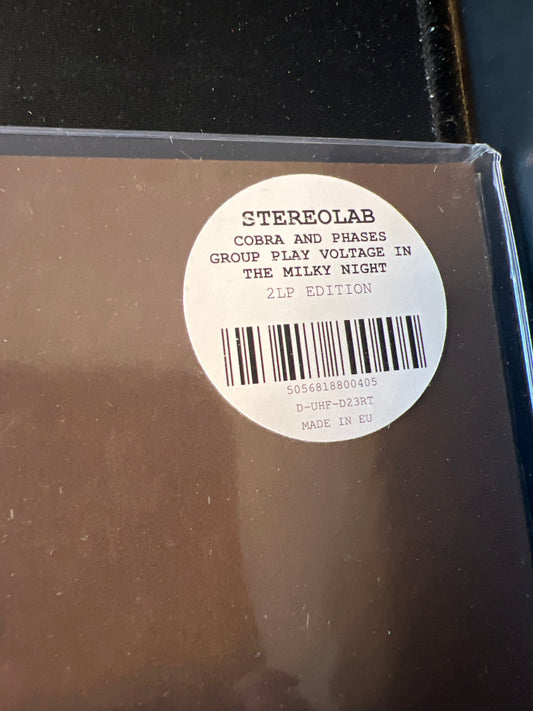 STEREOLAB
COBRA AND PHASES
GROUP PLAY VOLTAGE IN
THE MILKY NIGHT
2LP EDITION
5056818800405
D-UHF-D23RT
MADE IN EU